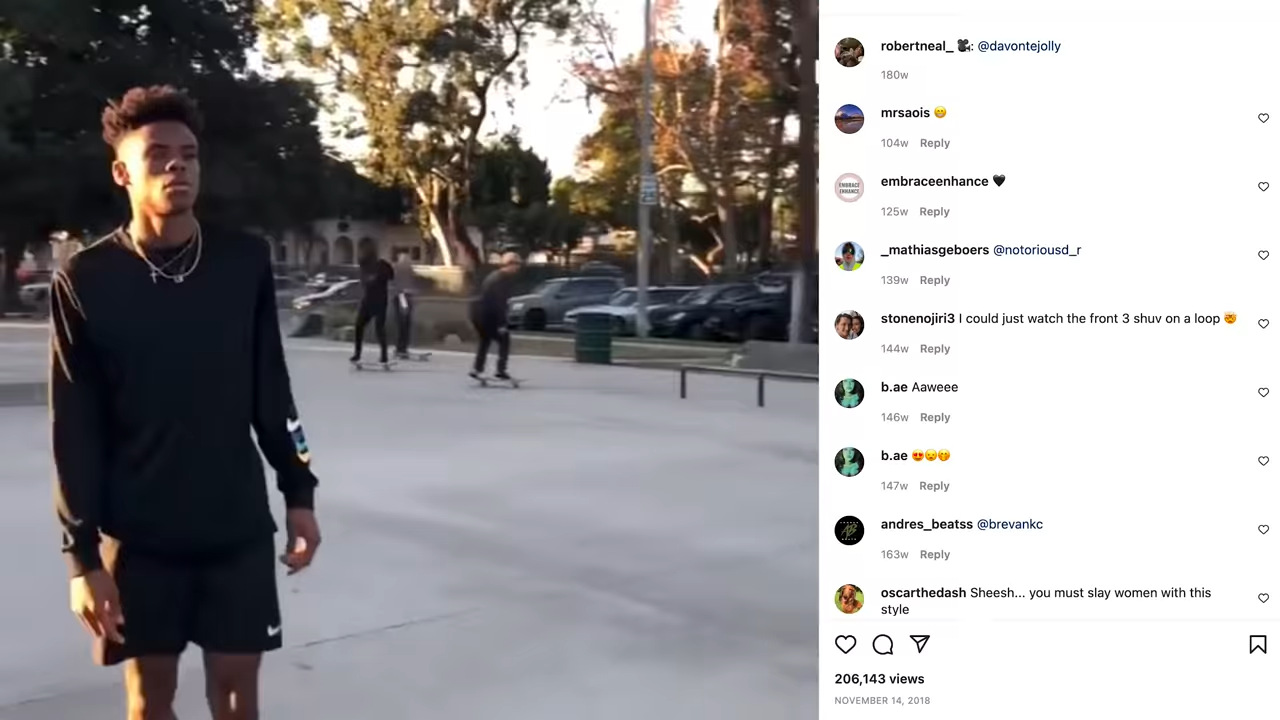 robertneal_ 🎥: @davontejolly
180w
mrsaois 🤭
104w Reply
embraceenhance 🖤
125w Reply
_mathiasgeboers @notoriousd_r
139w Reply
stonenojiri3 I could just watch the front 3 shuv on a loop 🤯
144w Reply
b.ae Aaweee
146w Reply
b.ae 😍😉🤭
147w Reply
andres_beatss @brevankc
163w Reply
oscarthedash Sheesh... you must slay women with this
style
206,143 views
NOVEMBER 14, 2018
EMBRACE
ENHANCE